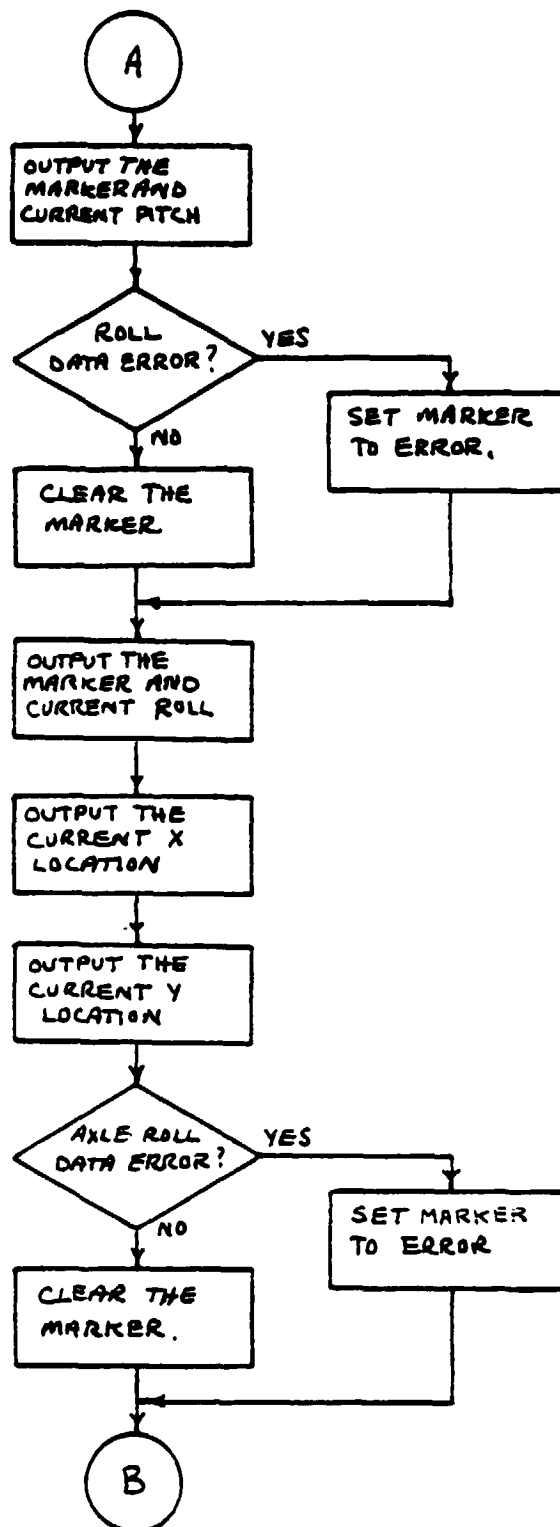 A
OUTPUT THE
MARKER AND
CURRENT PITCH
ROLL
DATA ERROR?
YES
SET MARKER
TO ERROR.
NO
CLEAR THE
MARKER
OUTPUT THE
MARKER AND
CURRENT ROLL
OUTPUT THE
CURRENT X
LOCATION
OUTPUT THE
CURRENT Y
LOCATION
AXLE ROLL
DATA ERROR?
YES
SET MARKER
TO ERROR
NO
CLEAR THE
MARKER.
B